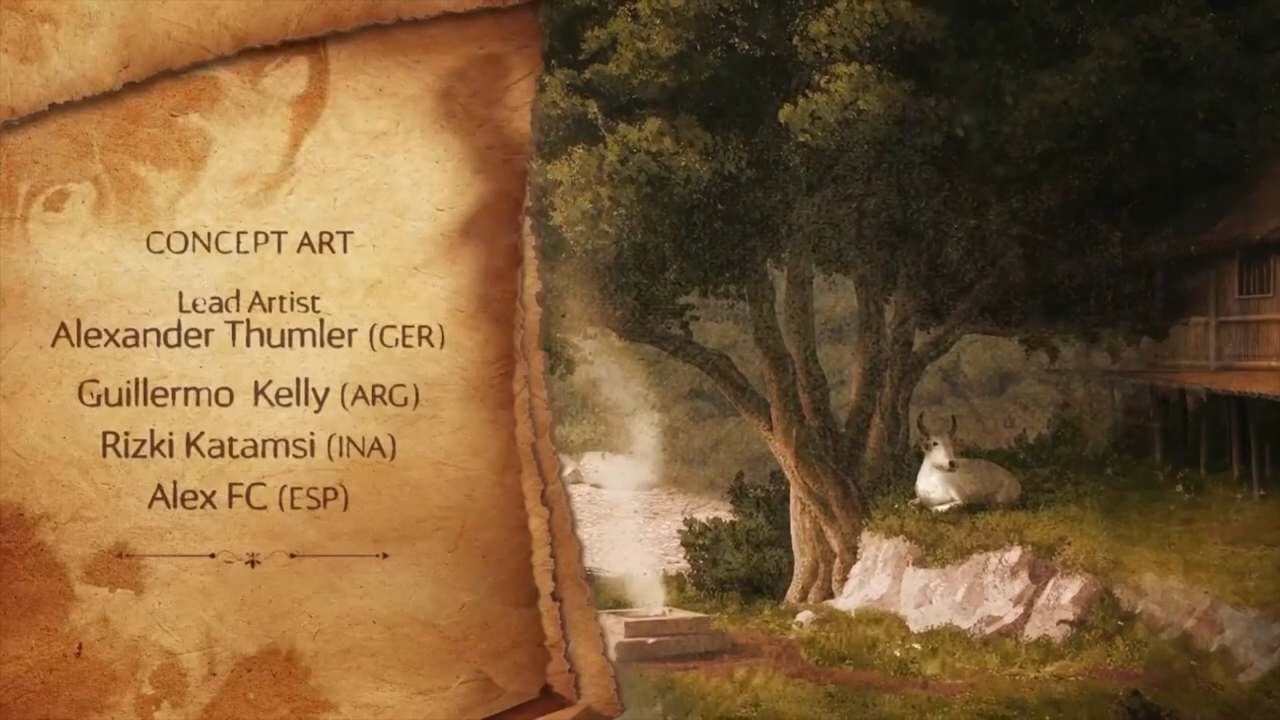 CONCEPT ART
Lead Artist
Alexander Thumler (GER)
Guillermo Kelly (ARG)
Rizki Katamsi (INA)
Alex FC (ESP)